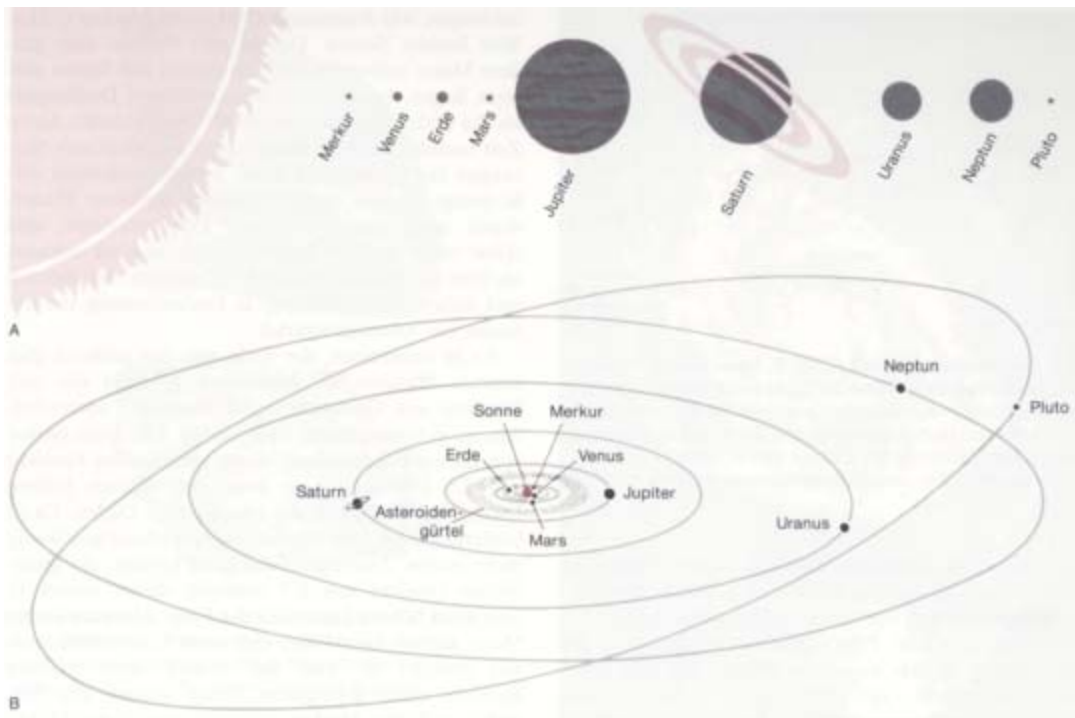 Merkur
Venus
Erde
Mars
Jupiter
Saturn
Uranus
Neptun
Pluto
A
Neptun
Pluto
Sonne
Merkur
Erde
Venus
Saturn
Jupiter
Asteroiden-
gürtel
Mars
Uranus
B